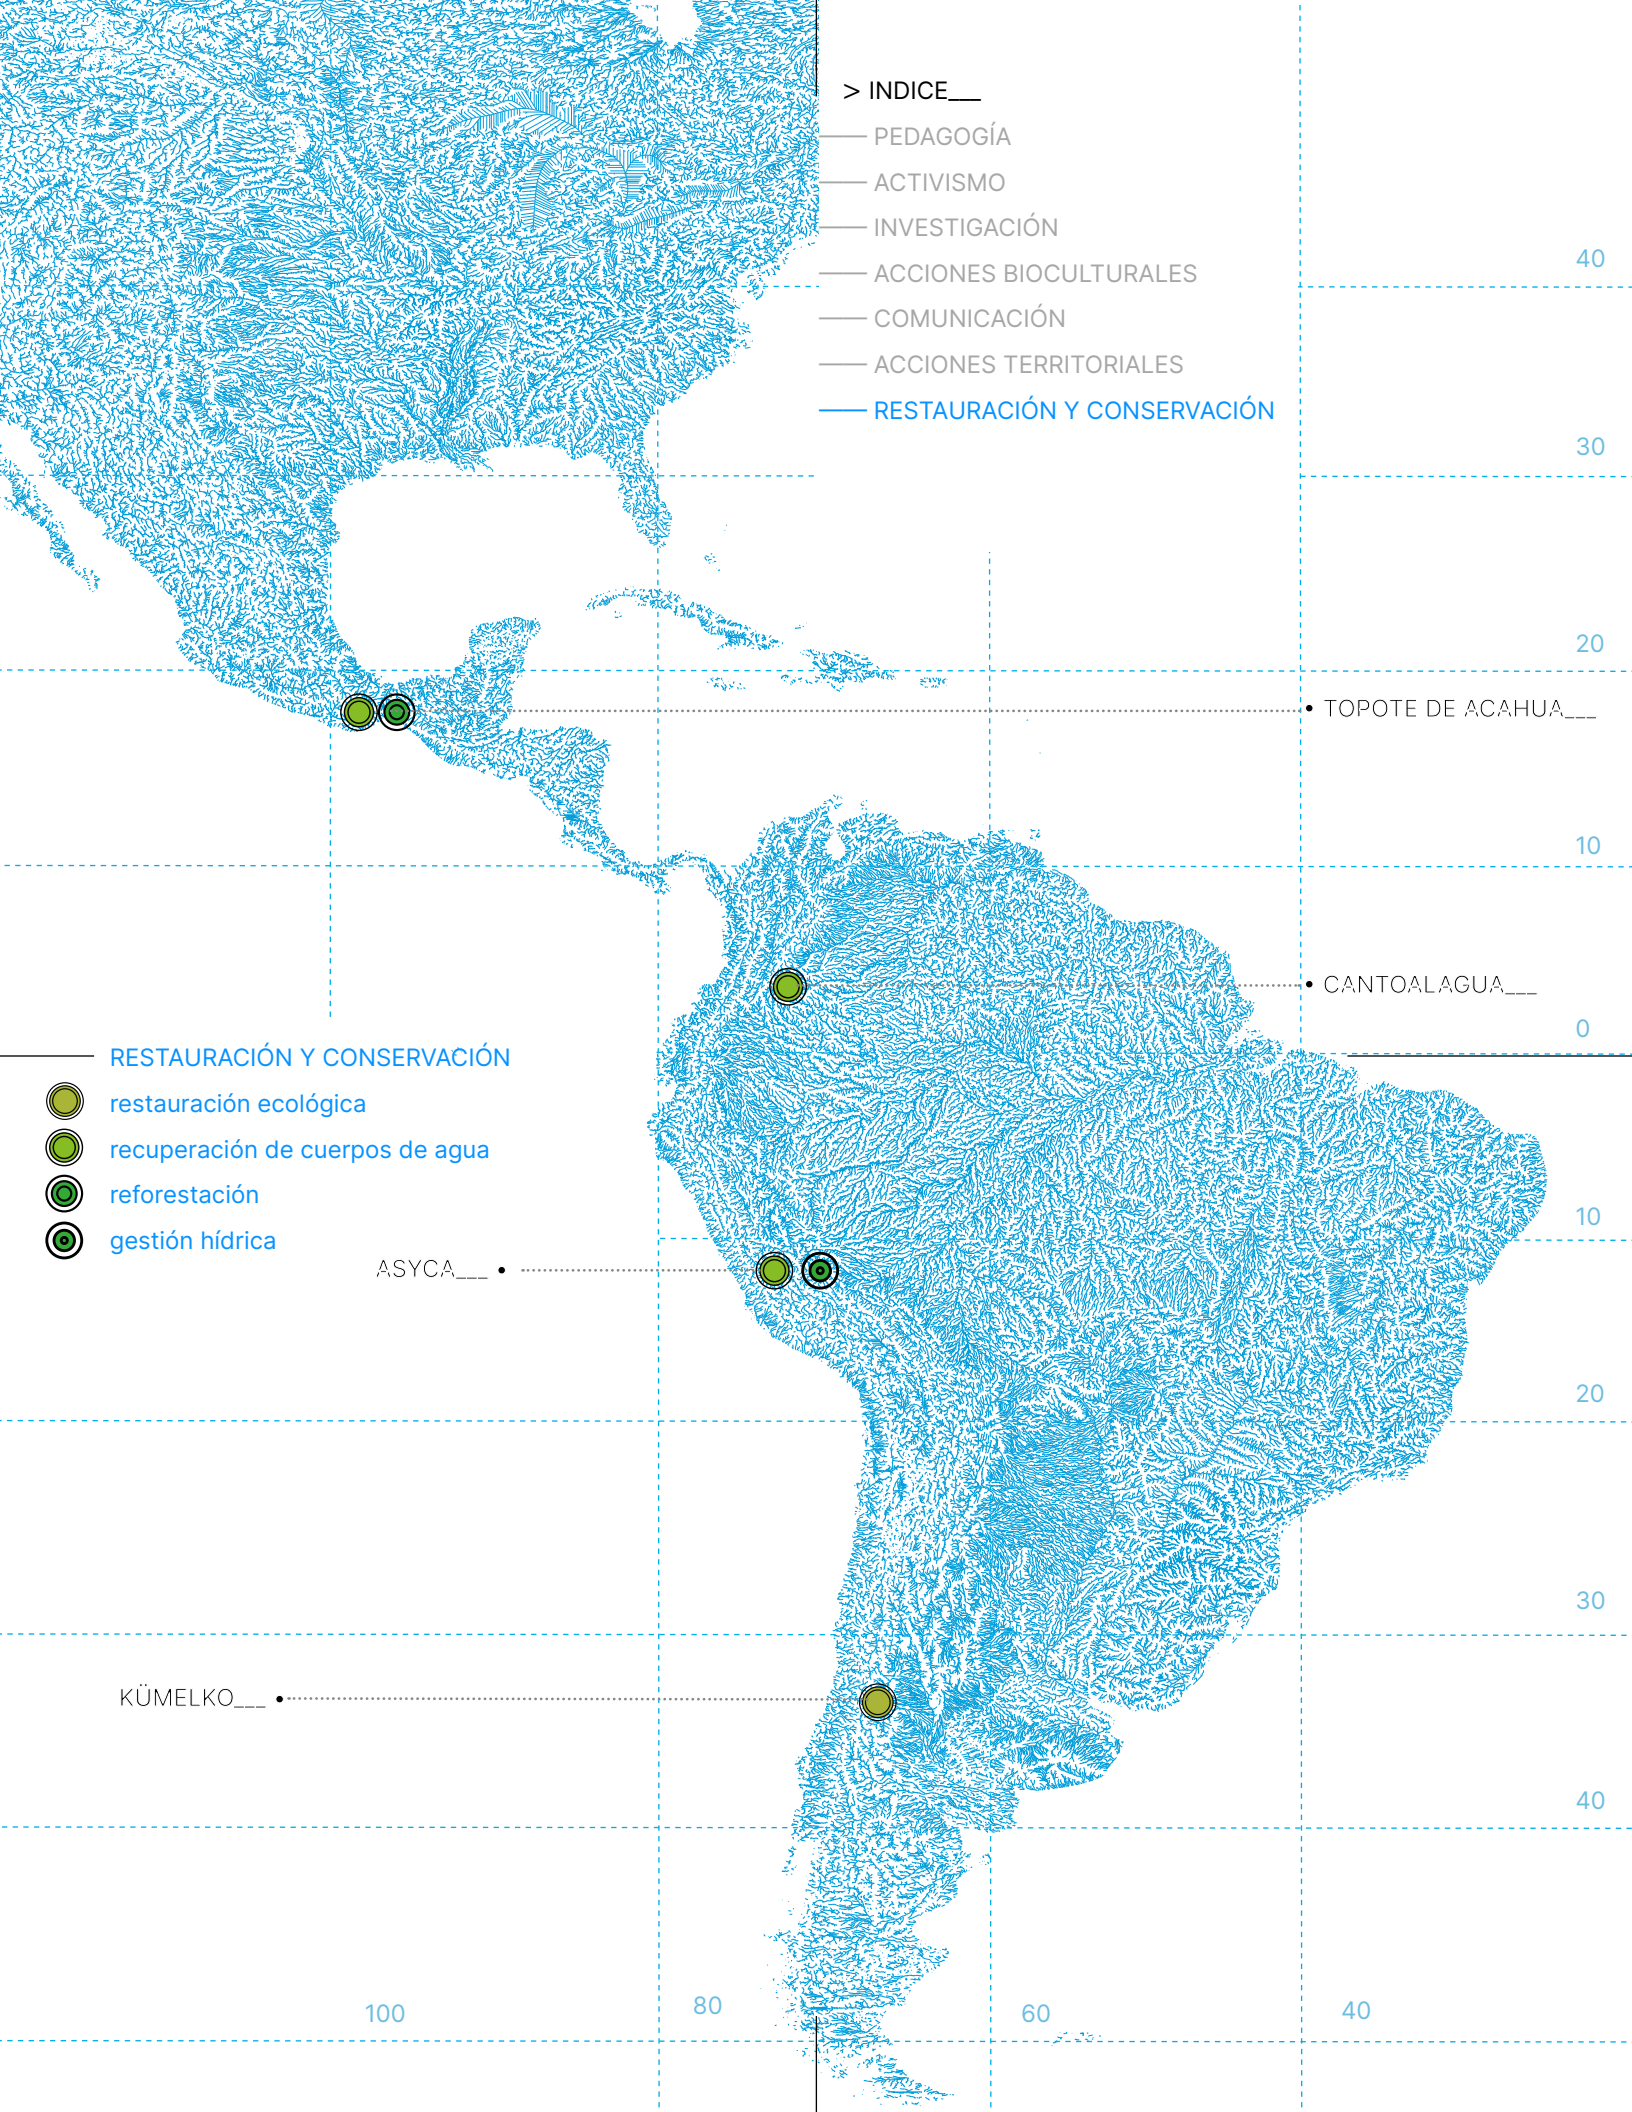 > INDICE___
PEDAGOGÍA
ACTIVISMO
INVESTIGACIÓN
ACCIONES BIOCULTURALES
COMUNICACIÓN
ACCIONES TERRITORIALES
RESTAURACIÓN Y CONSERVACIÓN
40
30
20
TOPOTE DE ACAHUA___
10
CANTOALAGUA___
0
RESTAURACIÓN Y CONSERVACIÓN
restauración ecológica
recuperación de cuerpos de agua
reforestación
gestión hídrica
10
ASYCA___
20
30
KÜMELKO___
40
100
80
60
40